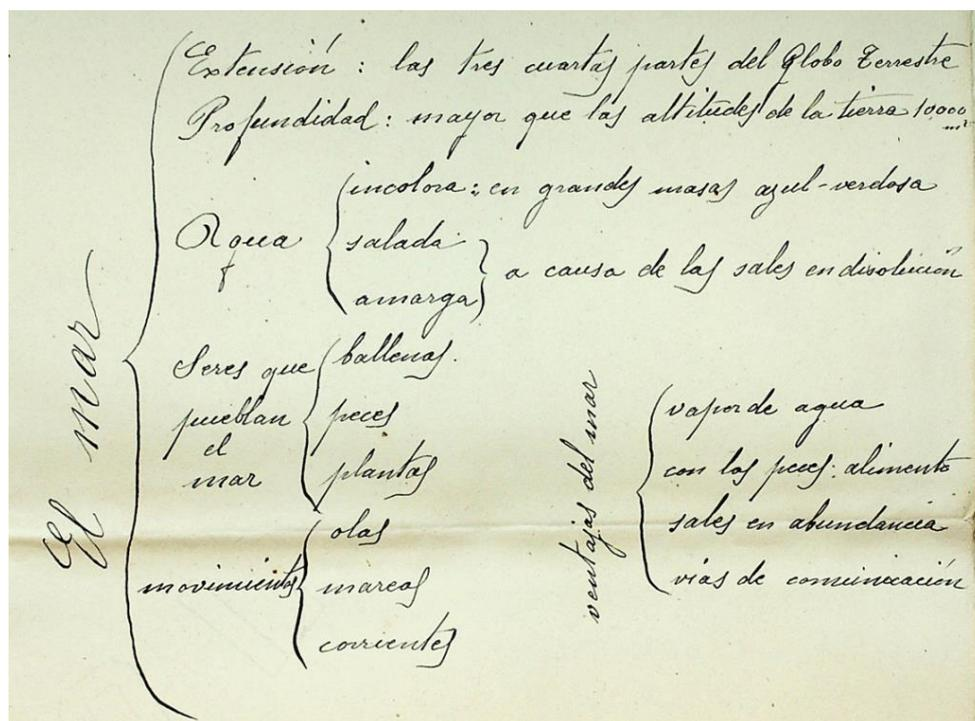 El mar
Extensión : las tres cuartas partes del Globo Terrestre
Profundidad : mayor que las altitudes de la tierra 10.000 m.
Agua
incolora : en grandes masas azul-verdosa
salada
amarga
a causa de las sales en disolución
Seres que
pueblan
el
mar
ballenas.
peces
plantas
movimientos
olas
mareas
corrientes
ventajas del mar
vapor de agua
con los peces: alimento
sales en abundancia
vias de comunicación